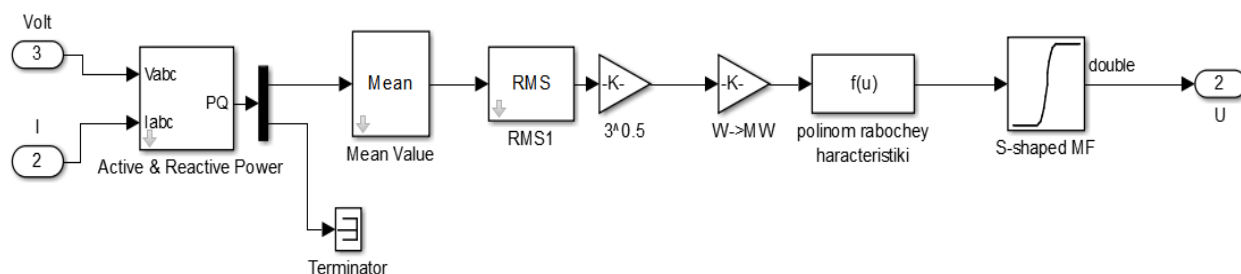 Volt
3
Vabc
I
Iabc
2
PQ
Active & Reactive Power
Mean
Mean Value
Terminator
RMS
RMS1
-K-
3^0.5
-K-
W->MW
f(u)
polinom rabochey
haracteristiki
S-shaped MF
double
2
U